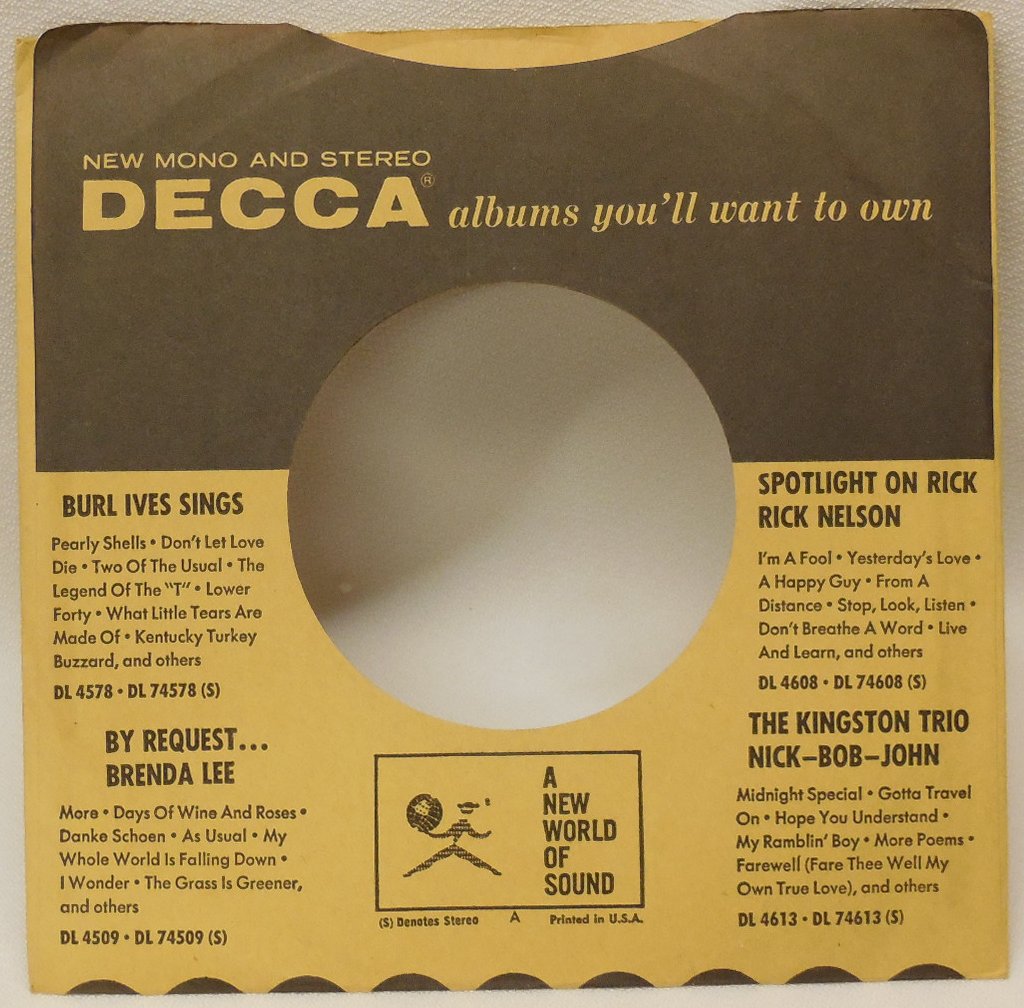 NEW MONO AND STEREO
DECCA® albums you'll want to own
BURL IVES SINGS
Pearly Shells • Don't Let Love
Die • Two Of The Usual • The
Legend Of The "T" • Lower
Forty • What Little Tears Are
Made Of • Kentucky Turkey
Buzzard, and others
DL 4578 • DL 74578 (S)
BY REQUEST...
BRENDA LEE
More • Days Of Wine And Roses •
Danke Schoen • As Usual • My
Whole World Is Falling Down •
I Wonder • The Grass Is Greener,
and others
DL 4509 • DL 74509 (S)
A
NEW
WORLD
OF
SOUND
(S) Denotes Stereo A Printed in U.S.A.
SPOTLIGHT ON RICK
RICK NELSON
I'm A Fool • Yesterday's Love •
A Happy Guy • From A
Distance • Stop, Look, Listen •
Don't Breathe A Word • Live
And Learn, and others
DL 4608 • DL 74608 (S)
THE KINGSTON TRIO
NICK–BOB–JOHN
Midnight Special • Gotta Travel
On • Hope You Understand •
My Ramblin' Boy • More Poems •
Farewell (Fare Thee Well My
Own True Love), and others
DL 4613 • DL 74613 (S)